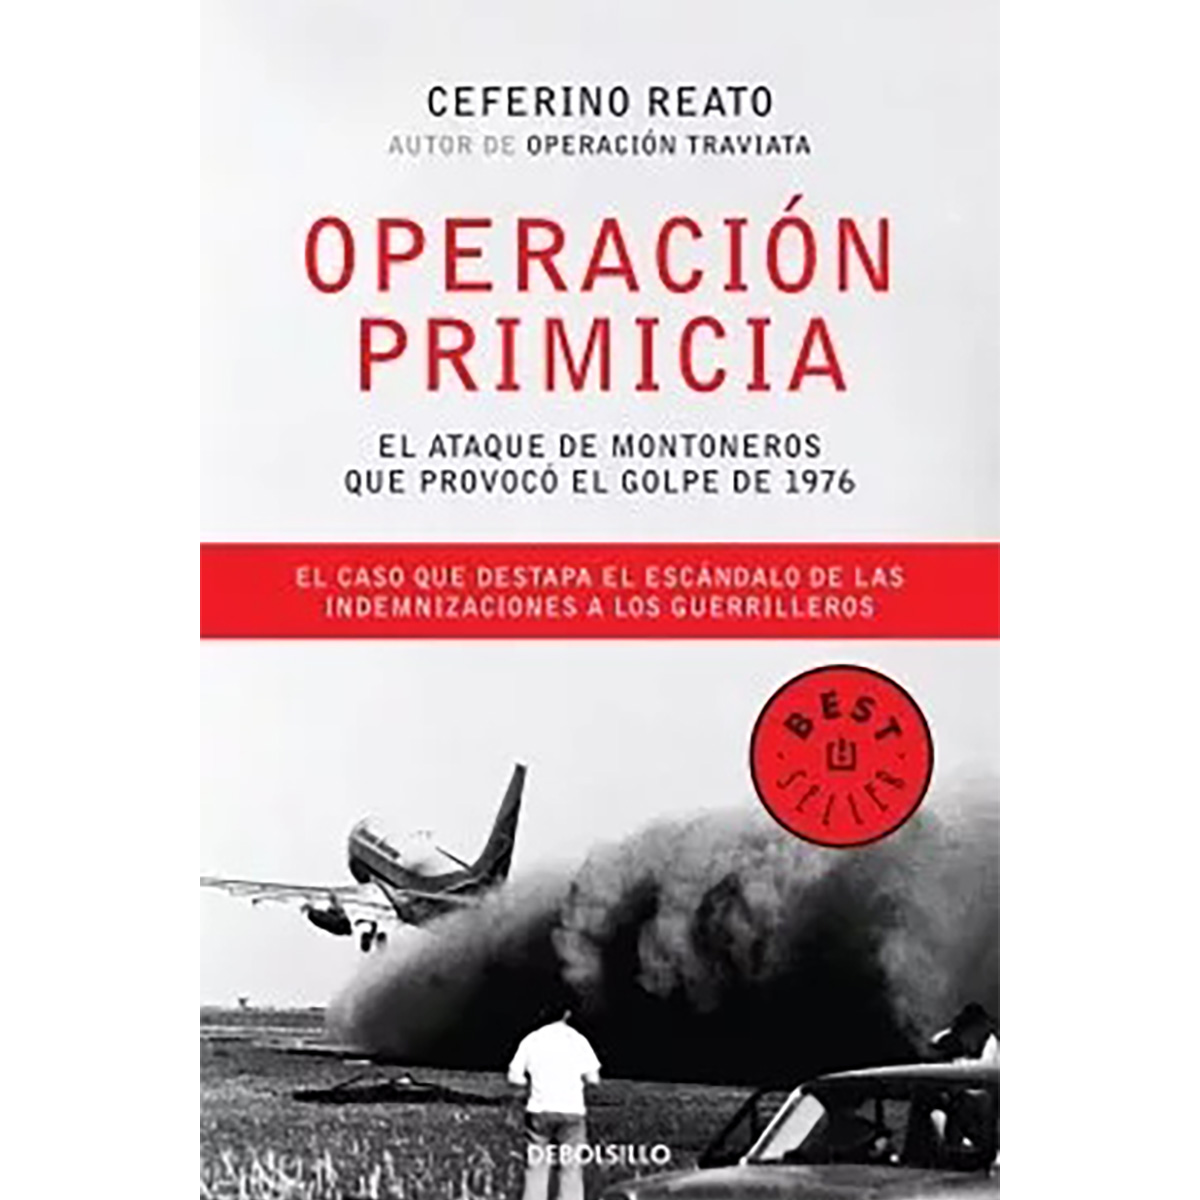 CEFERINO REATO
AUTOR DE OPERACIÓN TRAVIATA
OPERACIÓN
PRIMICIA
EL ATAQUE DE MONTONEROS
QUE PROVOCÓ EL GOLPE DE 1976
EL CASO QUE DESTAPA EL ESCÁNDALO DE LAS
INDEMNIZACIONES A LOS GUERRILLEROS
BEST
SELLER
DEBOLSILLO